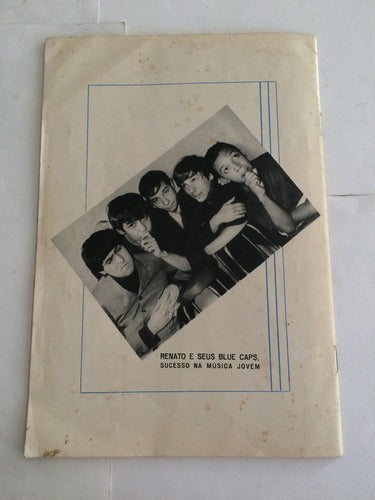 RENATO E SEUS BLUE CAPS,
SUCESSO NA MÚSICA JOVEM